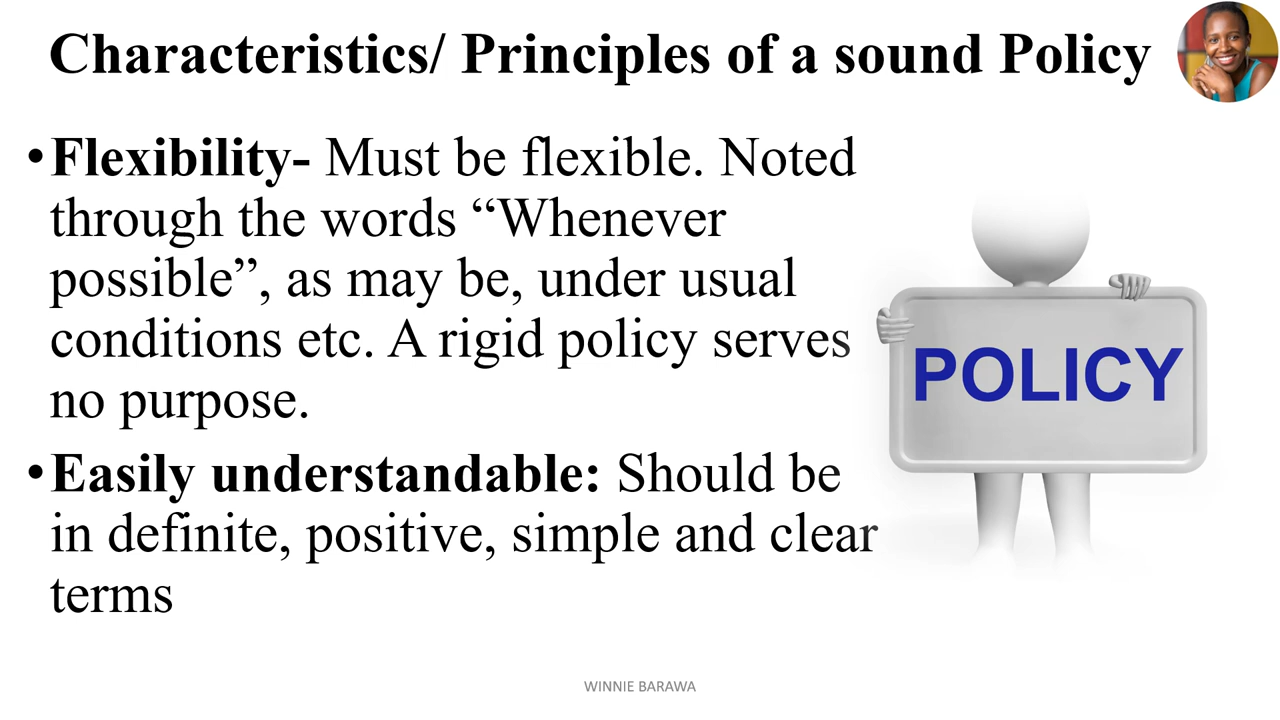 Characteristics/ Principles of a sound Policy
•Flexibility- Must be flexible. Noted
through the words “Whenever
possible”, as may be, under usual
conditions etc. A rigid policy serves
no purpose.
•Easily understandable: Should be
in definite, positive, simple and clear
terms
POLICY
WINNIE BARAWA